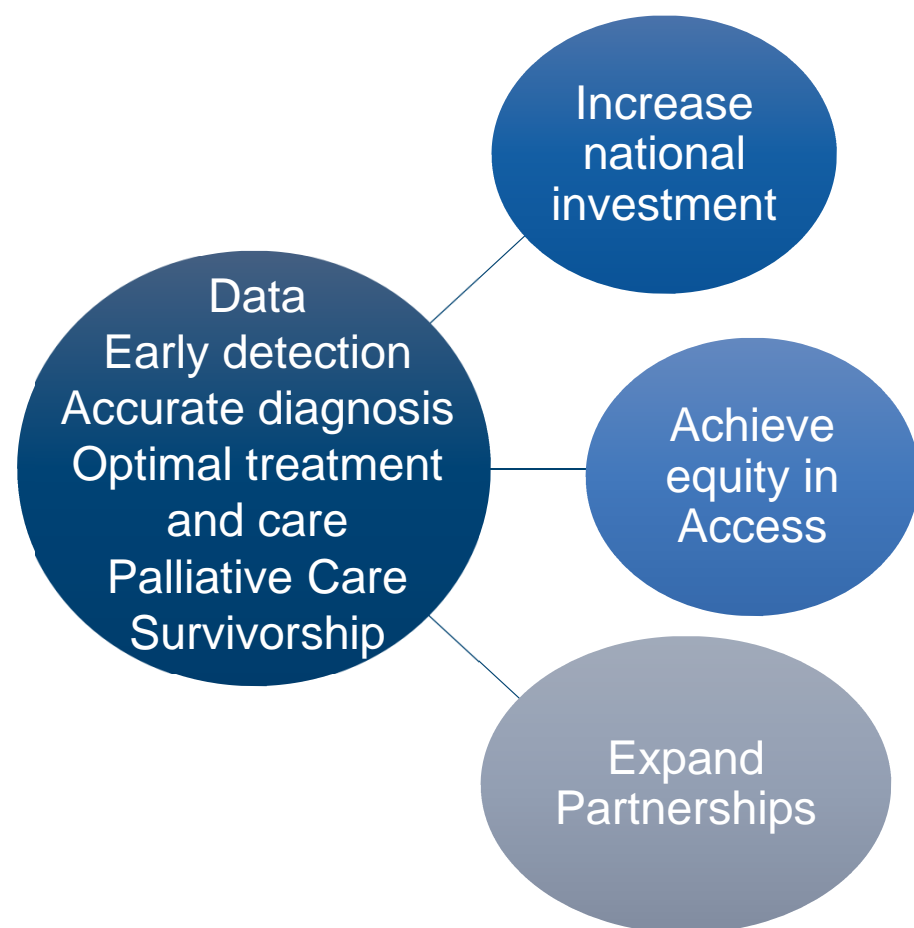 Increase
national
investment
Data
Early detection
Accurate diagnosis
Optimal treatment
and care
Palliative Care
Survivorship
Achieve
equity in
Access
Expand
Partnerships